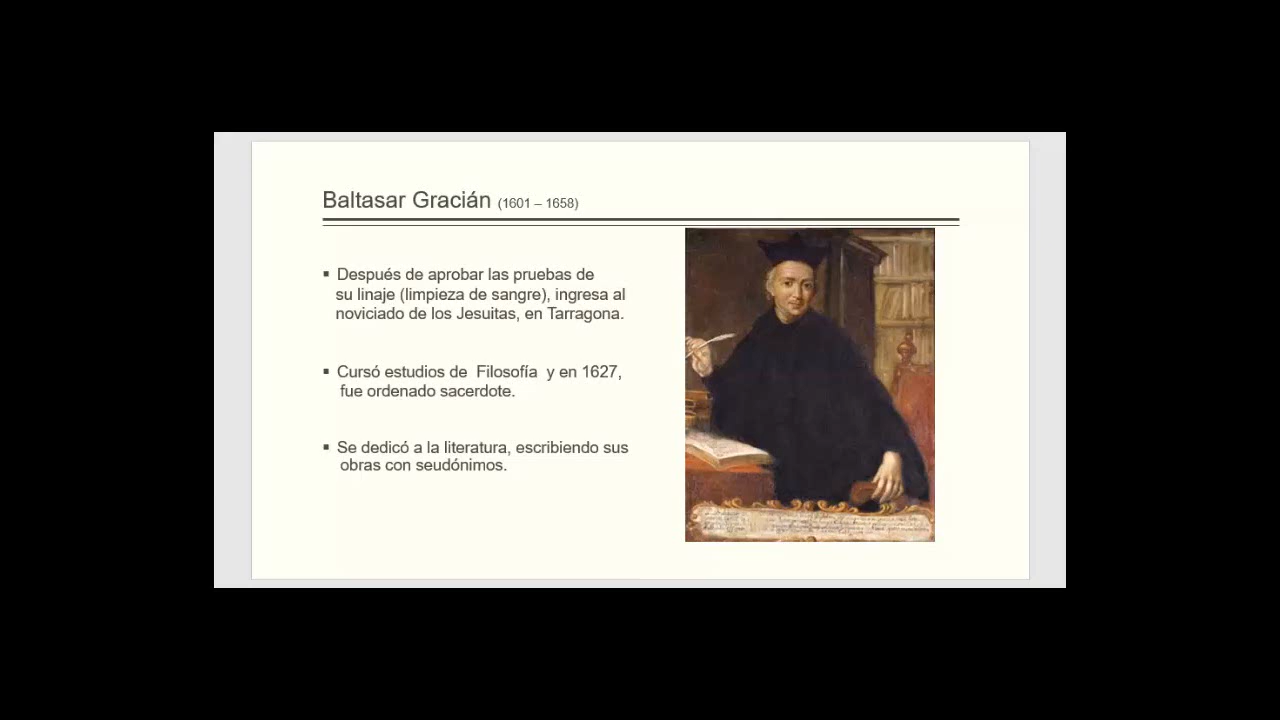 Baltasar Gracián (1601 – 1658)
▪ Después de aprobar las pruebas de
su linaje (limpieza de sangre), ingresa al
noviciado de los Jesuitas, en Tarragona.
▪ Cursó estudios de Filosofía y en 1627,
fue ordenado sacerdote.
▪ Se dedicó a la literatura, escribiendo sus
obras con seudónimos.